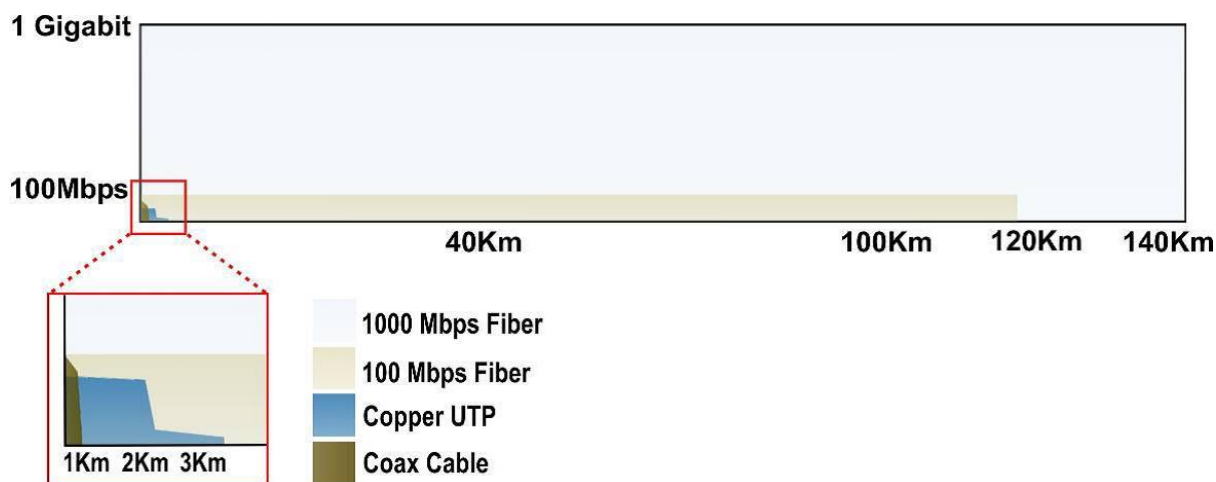 1 Gigabit
100Mbps
40Km 100Km 120Km 140Km
1Km 2Km 3Km
1000 Mbps Fiber
100 Mbps Fiber
Copper UTP
Coax Cable